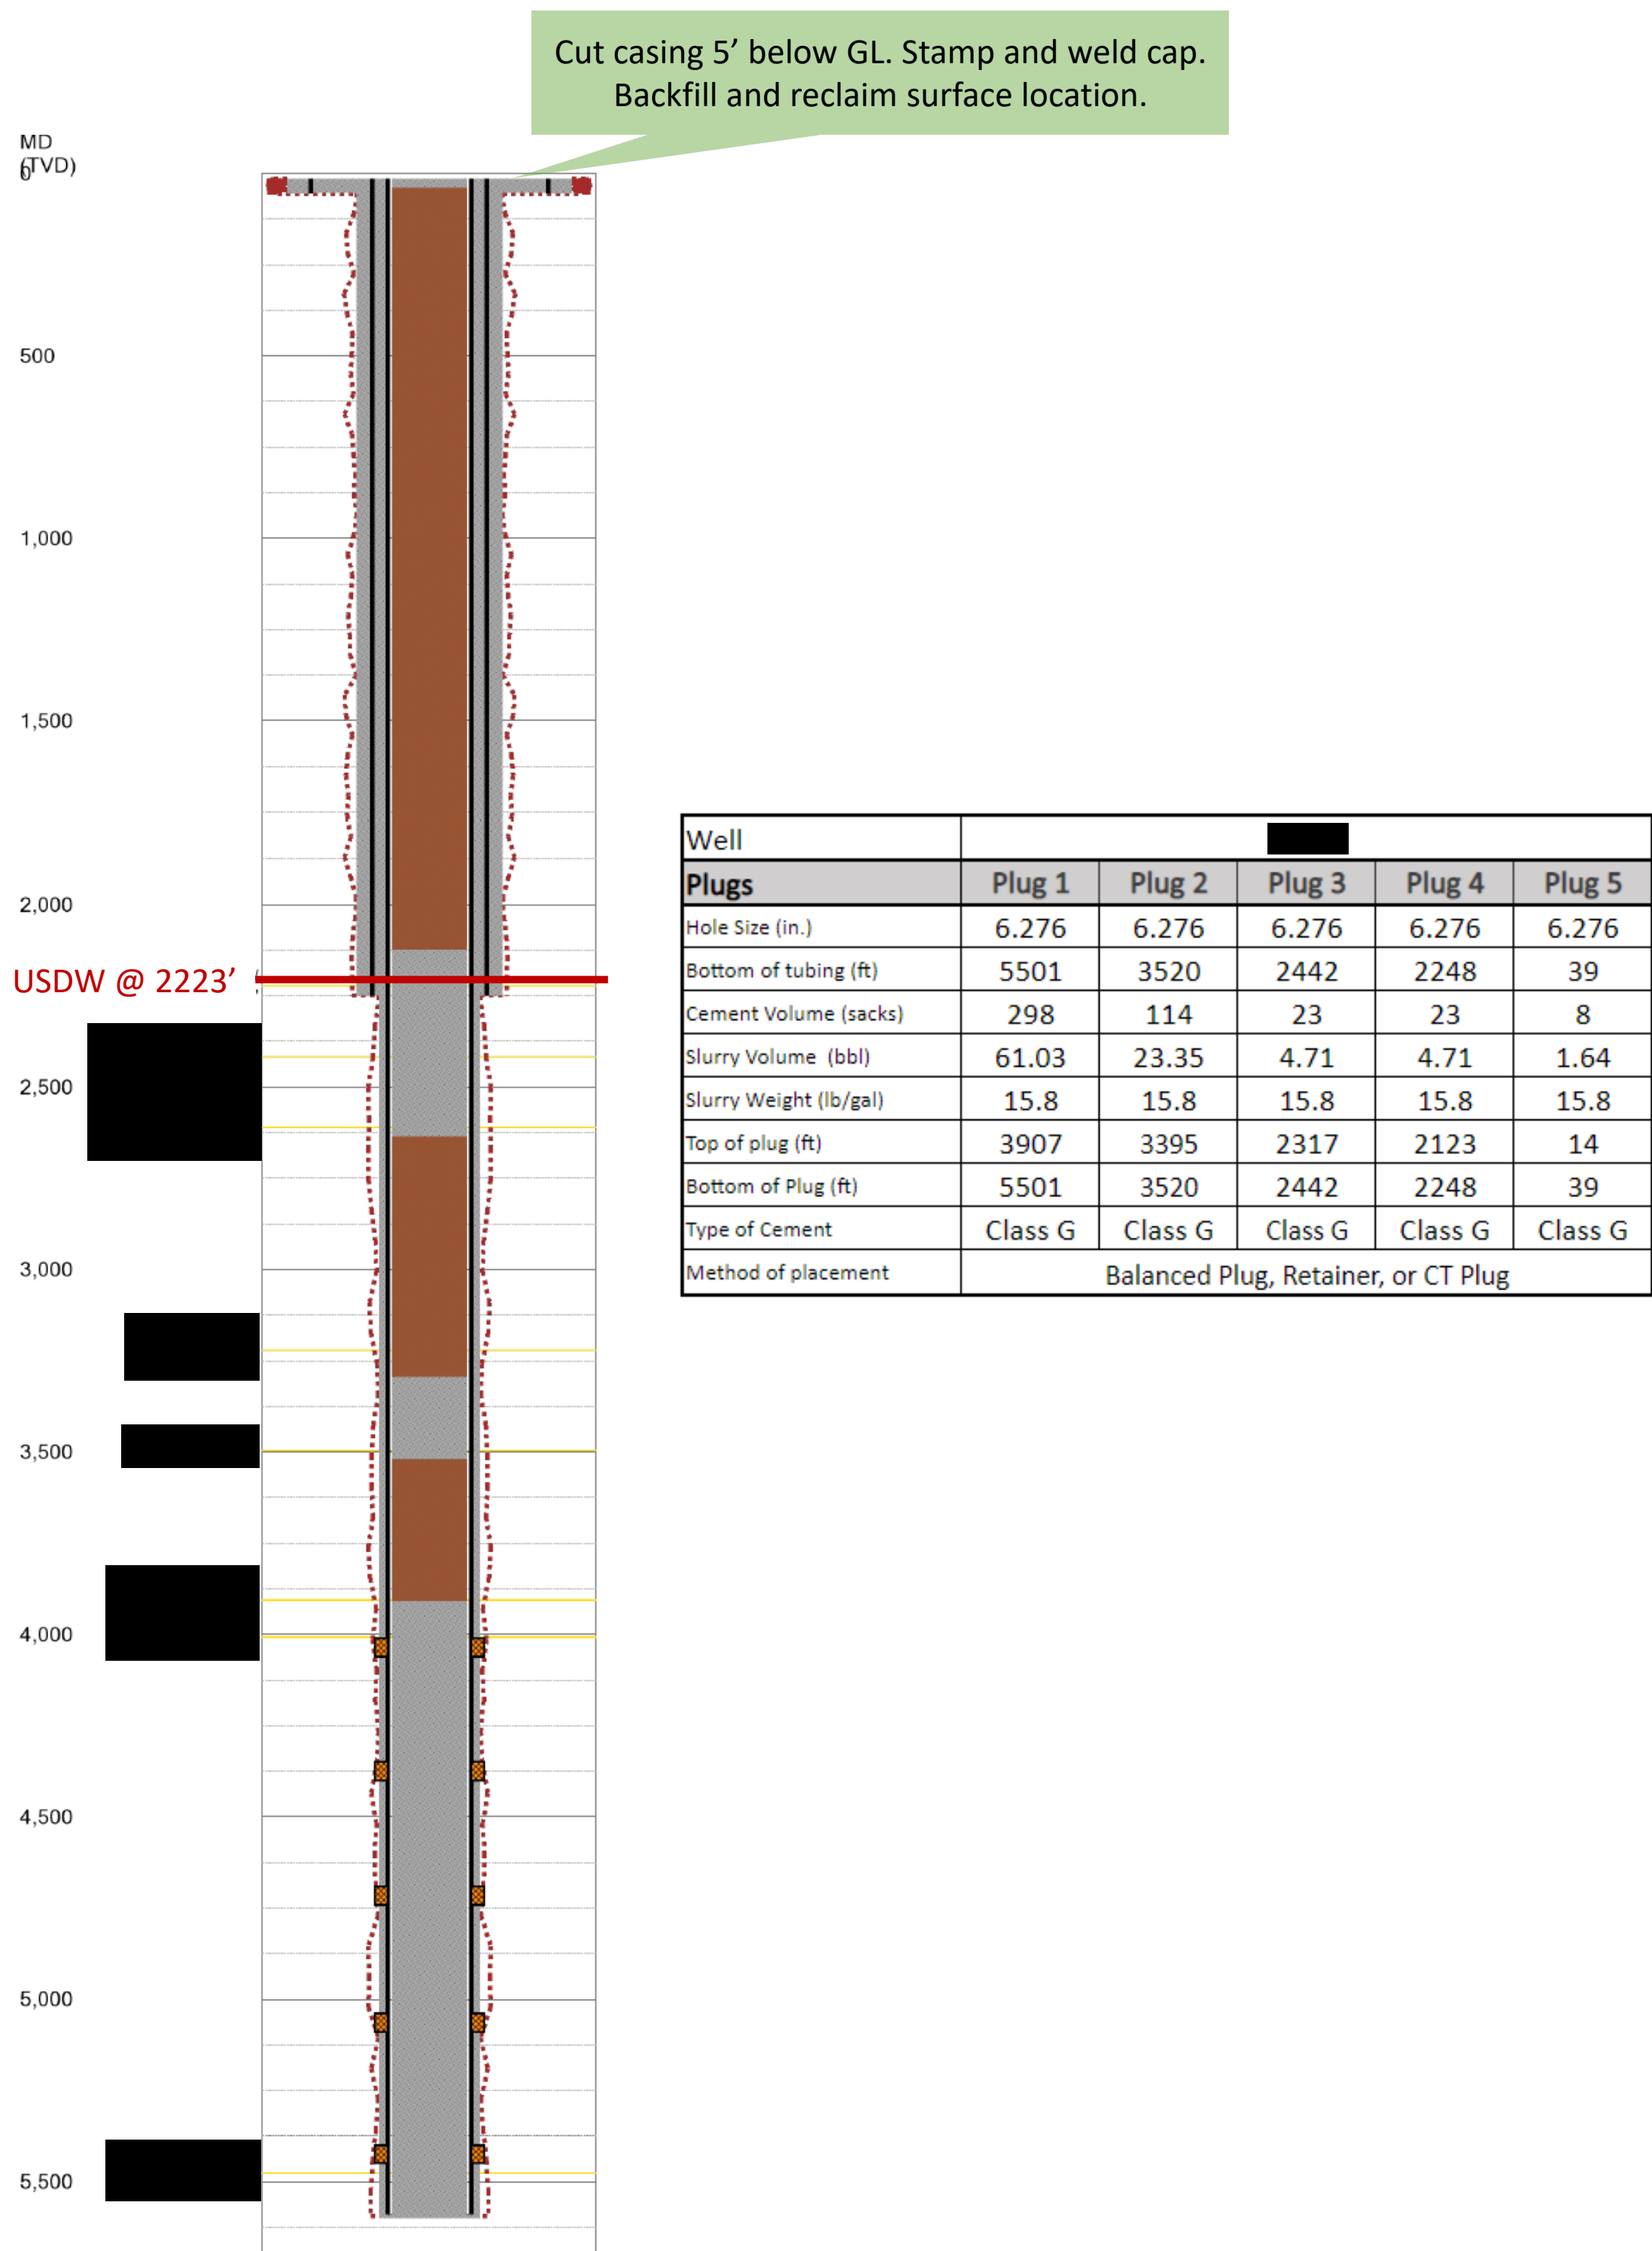 Cut casing 5’ below GL. Stamp and weld cap.
Backfill and reclaim surface location.
MD
(TVD)
0
500
1,000
1,500
2,000
USDW @ 2223’
2,500
3,000
3,500
4,000
4,500
5,000
5,500
Well
Plugs Plug 1 Plug 2 Plug 3 Plug 4 Plug 5
Hole Size (in.) 6.276 6.276 6.276 6.276 6.276
Bottom of tubing (ft) 5501 3520 2442 2248 39
Cement Volume (sacks) 298 114 23 23 8
Slurry Volume (bbl) 61.03 23.35 4.71 4.71 1.64
Slurry Weight (lb/gal) 15.8 15.8 15.8 15.8 15.8
Top of plug (ft) 3907 3395 2317 2123 14
Bottom of Plug (ft) 5501 3520 2442 2248 39
Type of Cement Class G Class G Class G Class G Class G
Method of placement Balanced Plug, Retainer, or CT Plug